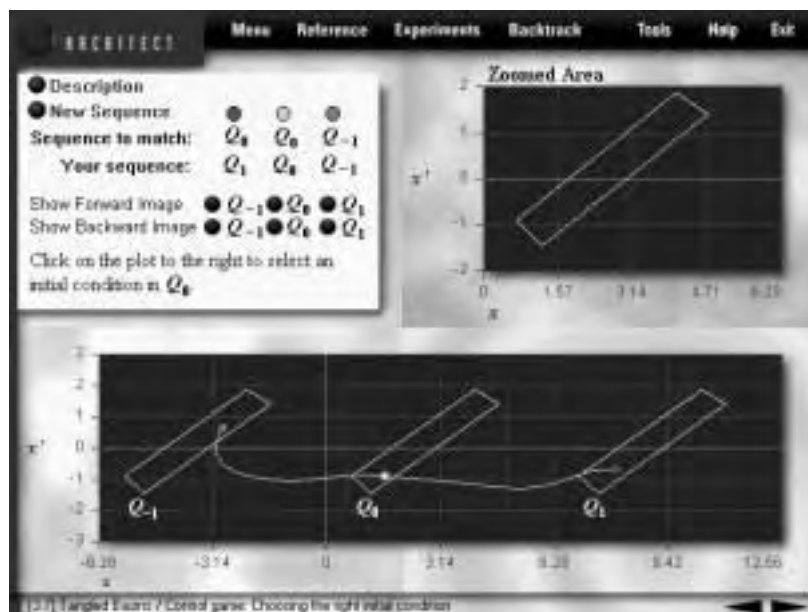 ARCHITECT
Menu Reference Experiments Backtrack Tools Help Exit
Description
New Sequence
Sequence to match: Q0 Q0 Q−1
Your sequence: Q1 Q0 Q−1
Show Forward Image Q−1 Q0 Q1
Show Backward Image Q−1 Q0 Q1
Click on the plot to the right to select an
initial condition in Q0
Zoomed Area
2
1
x'
0
-1
-2
0 1.57 3.14 4.71 6.28
x
3
2
1
x'
0
-1
-2
-3
Q−1 Q0 Q1
-6.28 -3.14 0 3.14 6.28 9.42 12.56
x
[3.7] Tangled Basins / Control game: Choosing the right initial condition